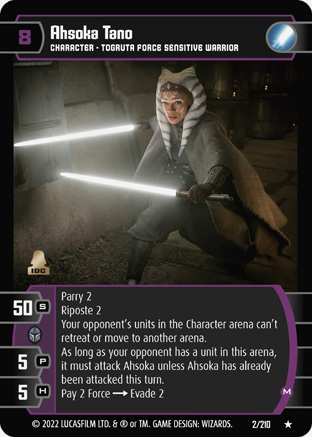 8
Ahsoka Tano
CHARACTER - TOGRUTA FORCE SENSITIVE WARRIOR
IDC
50 S
5 P
5 H
Parry 2
Riposte 2
Your opponent's units in the Character arena can't
retreat or move to another arena.
As long as your opponent has a unit in this arena,
it must attack Ahsoka unless Ahsoka has already
been attacked this turn.
Pay 2 Force → Evade 2
M
© 2022 LUCASFILM LTD. & ® or TM. GAME DESIGN: WIZARDS.
2/210 ★